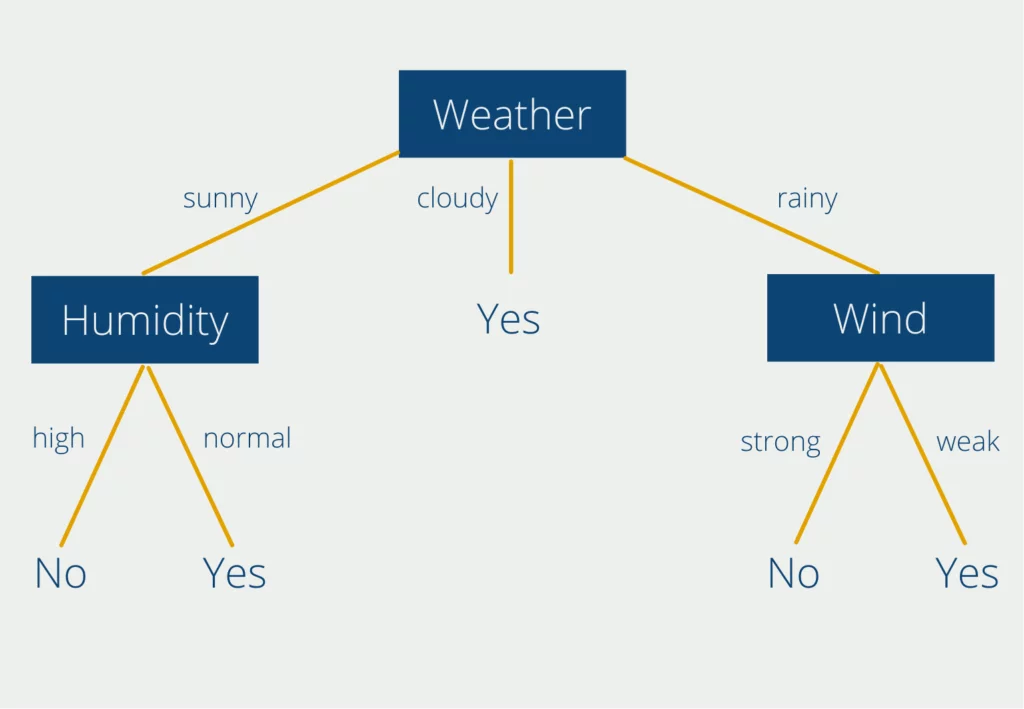 Weather
sunny
cloudy
rainy
Humidity
Yes
Wind
high
normal
strong
weak
No
Yes
No
Yes